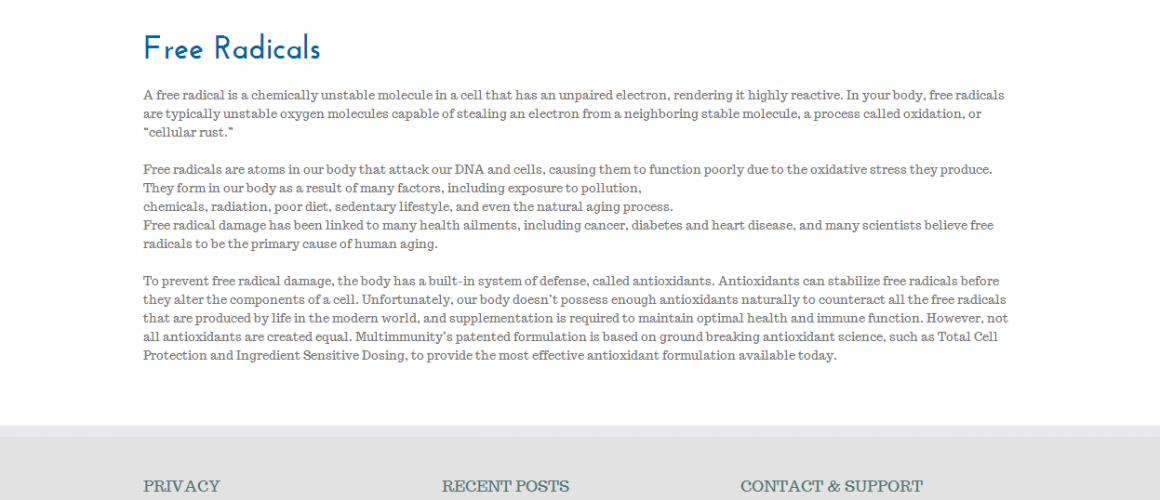 Free Radicals
A free radical is a chemically unstable molecule in a cell that has an unpaired electron, rendering it highly reactive. In your body, free radicals
are typically unstable oxygen molecules capable of stealing an electron from a neighboring stable molecule, a process called oxidation, or
“cellular rust.”
Free radicals are atoms in our body that attack our DNA and cells, causing them to function poorly due to the oxidative stress they produce.
They form in our body as a result of many factors, including exposure to pollution,
chemicals, radiation, poor diet, sedentary lifestyle, and even the natural aging process.
Free radical damage has been linked to many health ailments, including cancer, diabetes and heart disease, and many scientists believe free
radicals to be the primary cause of human aging.
To prevent free radical damage, the body has a built-in system of defense, called antioxidants. Antioxidants can stabilize free radicals before
they alter the components of a cell. Unfortunately, our body doesn’t possess enough antioxidants naturally to counteract all the free radicals
that are produced by life in the modern world, and supplementation is required to maintain optimal health and immune function. However, not
all antioxidants are created equal. Multimmunity’s patented formulation is based on ground breaking antioxidant science, such as Total Cell
Protection and Ingredient Sensitive Dosing, to provide the most effective antioxidant formulation available today.
PRIVACY
RECENT POSTS
CONTACT & SUPPORT